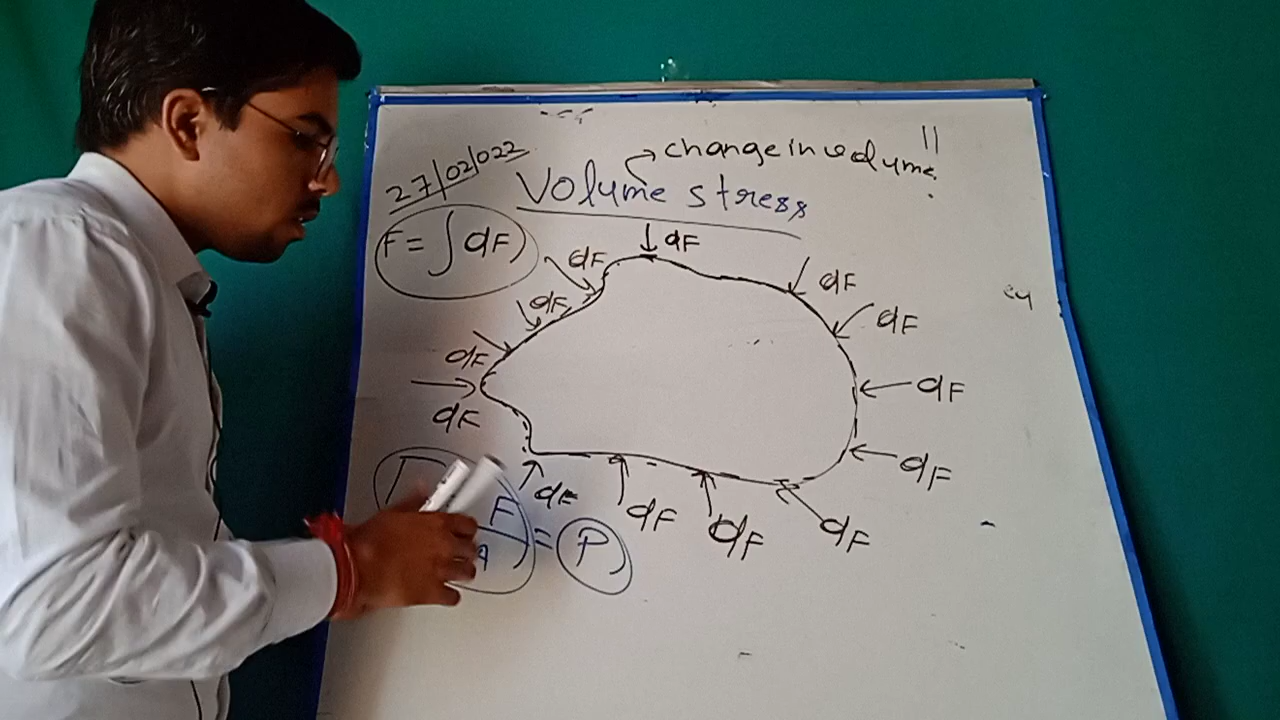 change in volume !!
27/02/022
Volume stress
F = ∫ dF
dF
dF
dF
dF
dF
dF
dF
dF
dF
dF
dF
dF
dF
F
A
= P